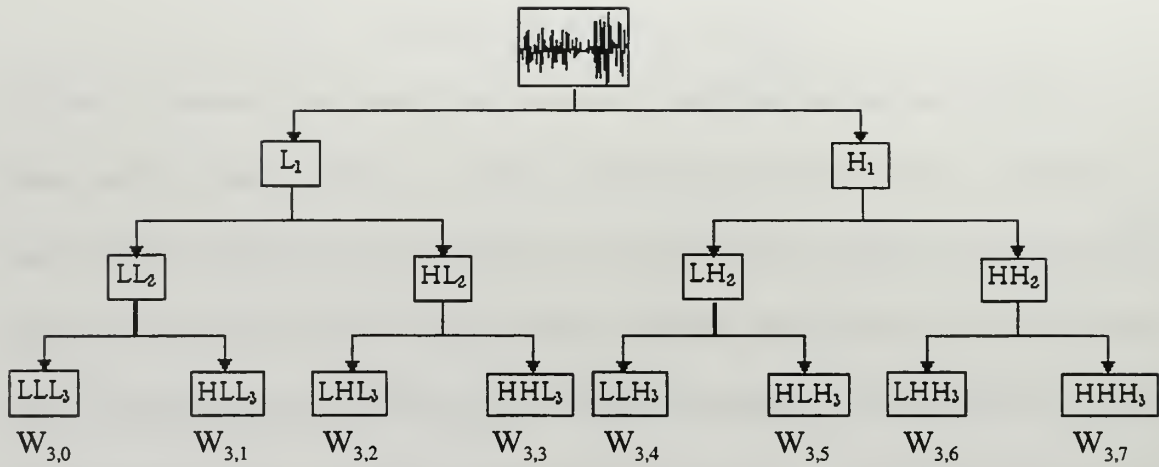 L₁ H₁
LL₂ HL₂ LH₂ HH₂
LLL₃ HLL₃ LHL₃ HHL₃ LLH₃ HLH₃ LHH₃ HHH₃
W₃,₀ W₃,₁ W₃,₂ W₃,₃ W₃,₄ W₃,₅ W₃,₆ W₃,₇